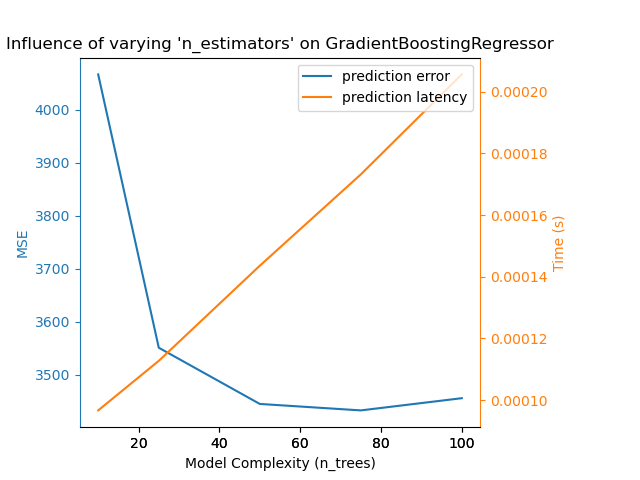 Influence of varying 'n_estimators' on GradientBoostingRegressor
prediction error
prediction latency
4000
3900
3800
3700
3600
3500
MSE
0.00020
0.00018
0.00016
0.00014
0.00012
0.00010
Time (s)
20 40 60 80 100
Model Complexity (n_trees)